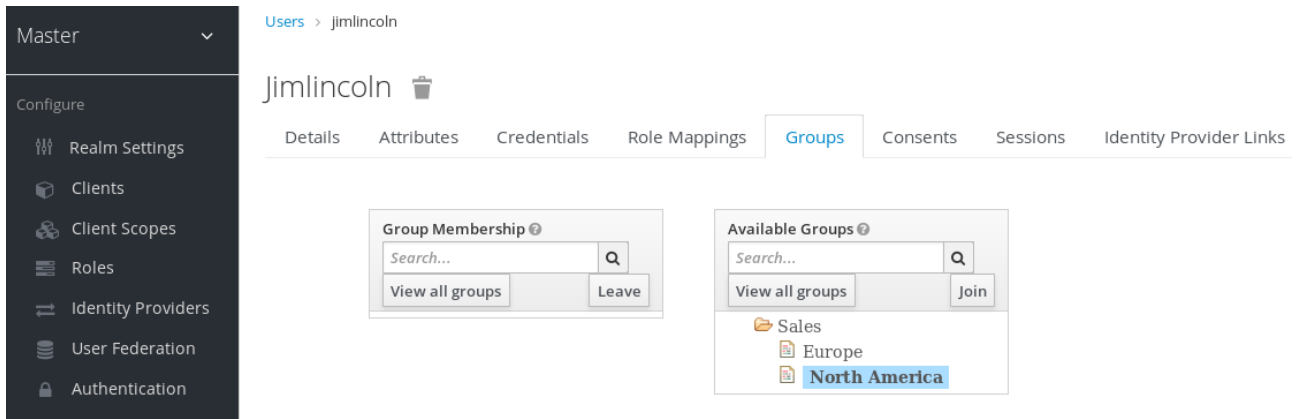 Master
Configure
Realm Settings
Clients
Client Scopes
Roles
Identity Providers
User Federation
Authentication
Users > jimlincoln
Jimlincoln
Details Attributes Credentials Role Mappings Groups Consents Sessions Identity Provider Links
Group Membership
Search...
View all groups Leave
Available Groups
Search...
View all groups Join
Sales
Europe
North America